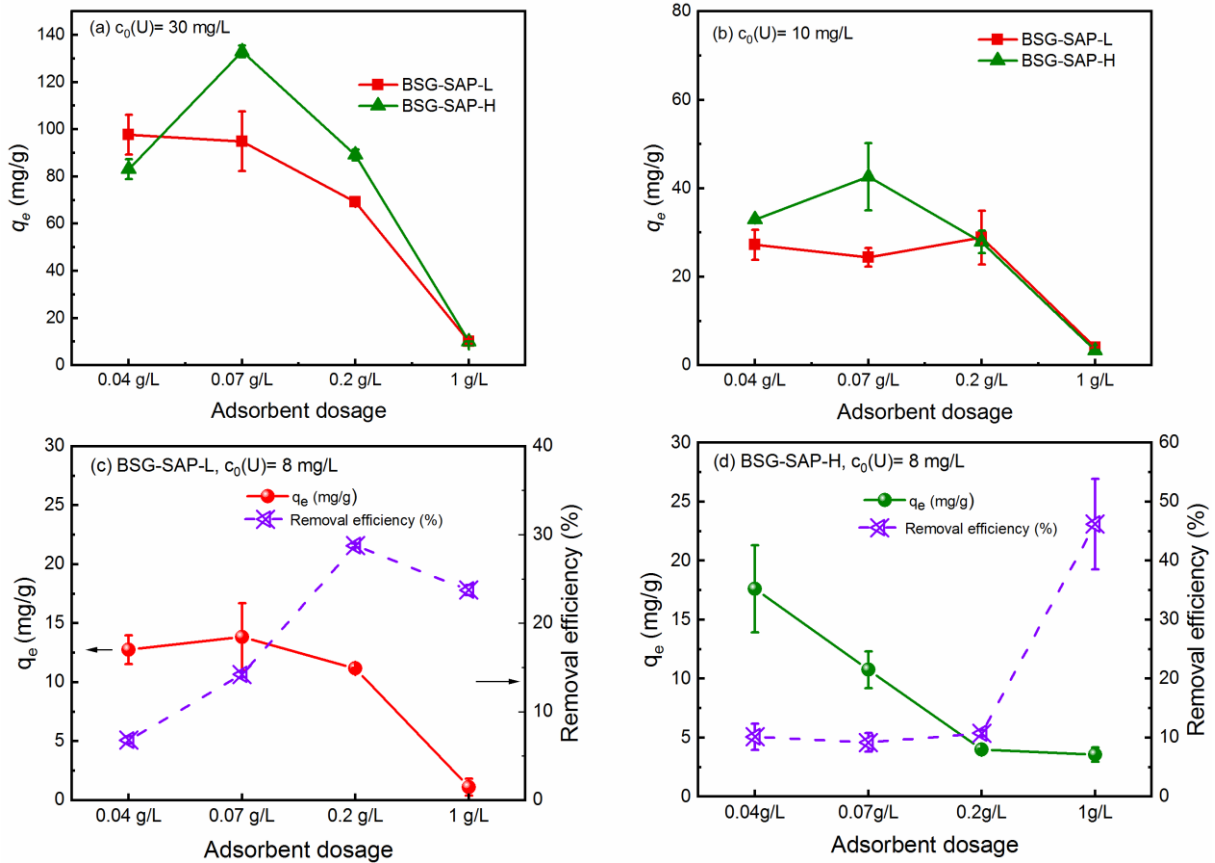 (a) c₀(U)= 30 mg/L
BSG-SAP-L
BSG-SAP-H
140
120
100
80
60
40
20
0
qₑ (mg/g)
0.04 g/L 0.07 g/L 0.2 g/L 1 g/L
Adsorbent dosage
(b) c₀(U)= 10 mg/L
BSG-SAP-L
BSG-SAP-H
80
60
40
20
0
qₑ (mg/g)
0.04 g/L 0.07 g/L 0.2 g/L 1 g/L
Adsorbent dosage
(c) BSG-SAP-L, c₀(U)= 8 mg/L
qₑ (mg/g)
Removal efficiency (%)
30
25
20
15
10
5
0
qₑ (mg/g)
40
30
20
10
0
Removal efficiency (%)
0.04 g/L 0.07 g/L 0.2 g/L 1 g/L
Adsorbent dosage
(d) BSG-SAP-H, c₀(U)= 8 mg/L
qₑ (mg/g)
Removal efficiency (%)
30
25
20
15
10
5
0
qₑ (mg/g)
60
50
40
30
20
10
0
Removal efficiency (%)
0.04g/L 0.07g/L 0.2g/L 1g/L
Adsorbent dosage